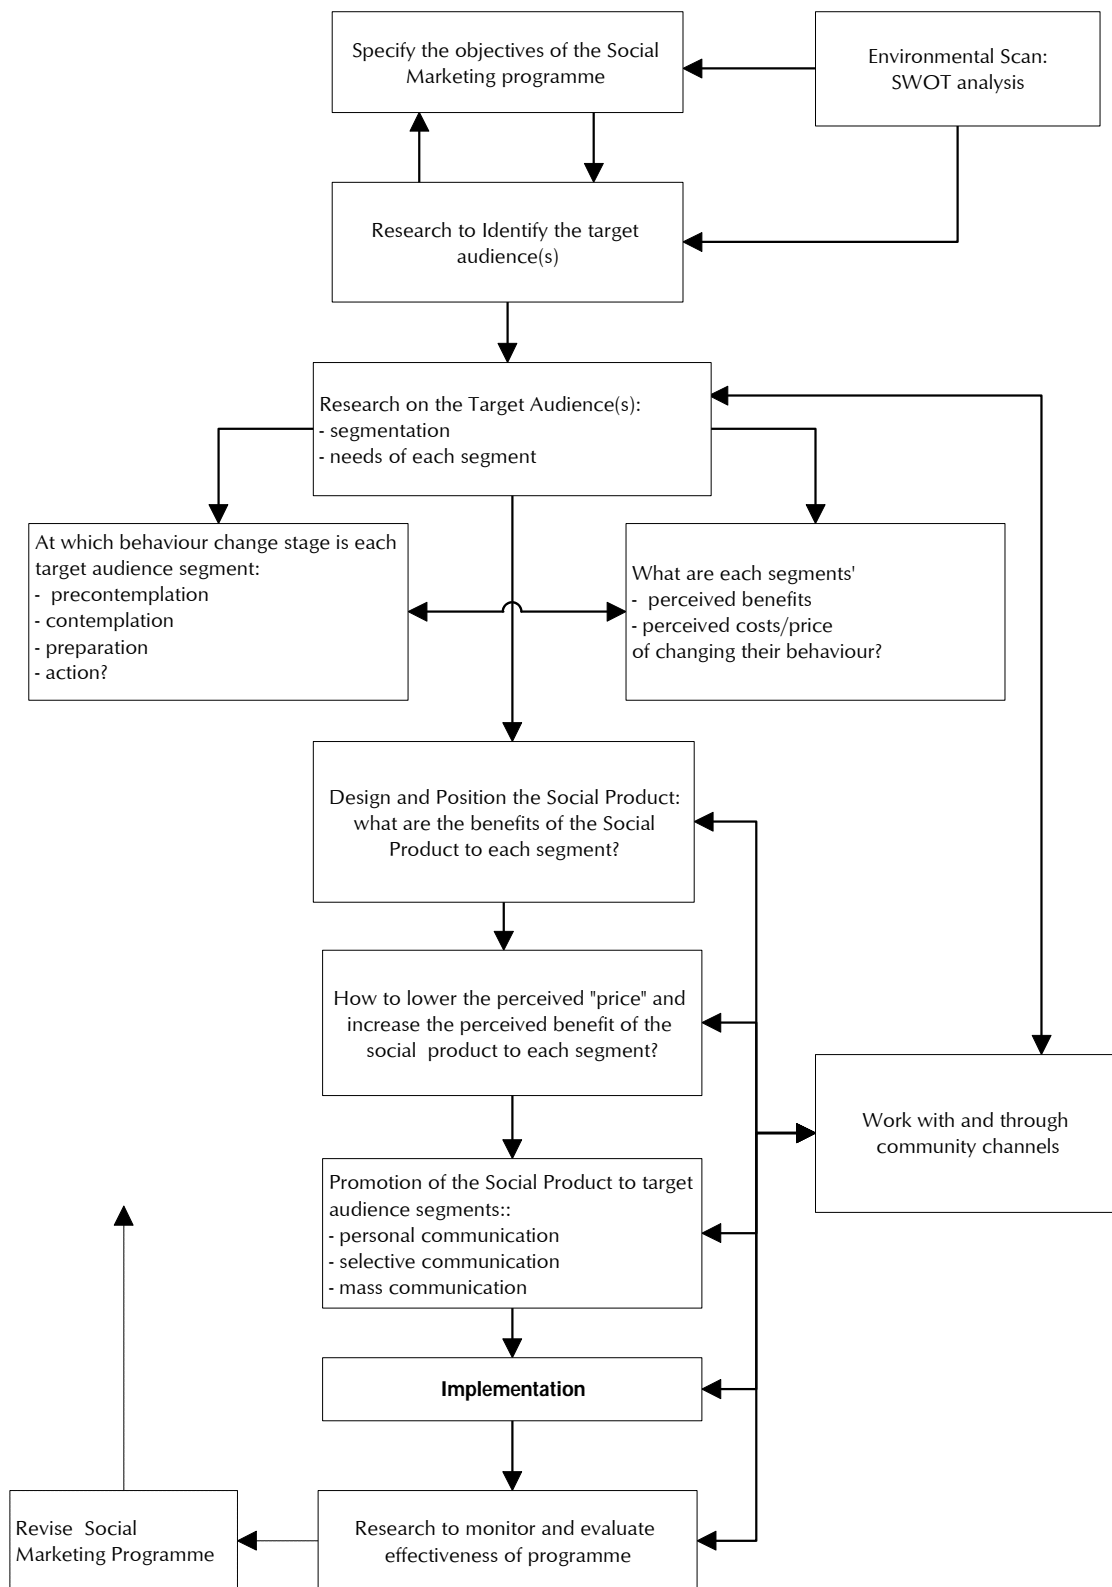 Specify the objectives of the Social
Marketing programme
Environmental Scan:
SWOT analysis
Research to Identify the target
audience(s)
Research on the Target Audience(s):
- segmentation
- needs of each segment
At which behaviour change stage is each
target audience segment:
- precontemplation
- contemplation
- preparation
- action?
What are each segments'
- perceived benefits
- perceived costs/price
of changing their behaviour?
Design and Position the Social Product:
what are the benefits of the Social
Product to each segment?
How to lower the perceived "price" and
increase the perceived benefit of the
social product to each segment?
Work with and through
community channels
Promotion of the Social Product to target
audience segments::
- personal communication
- selective communication
- mass communication
Implementation
Revise Social
Marketing Programme
Research to monitor and evaluate
effectiveness of programme